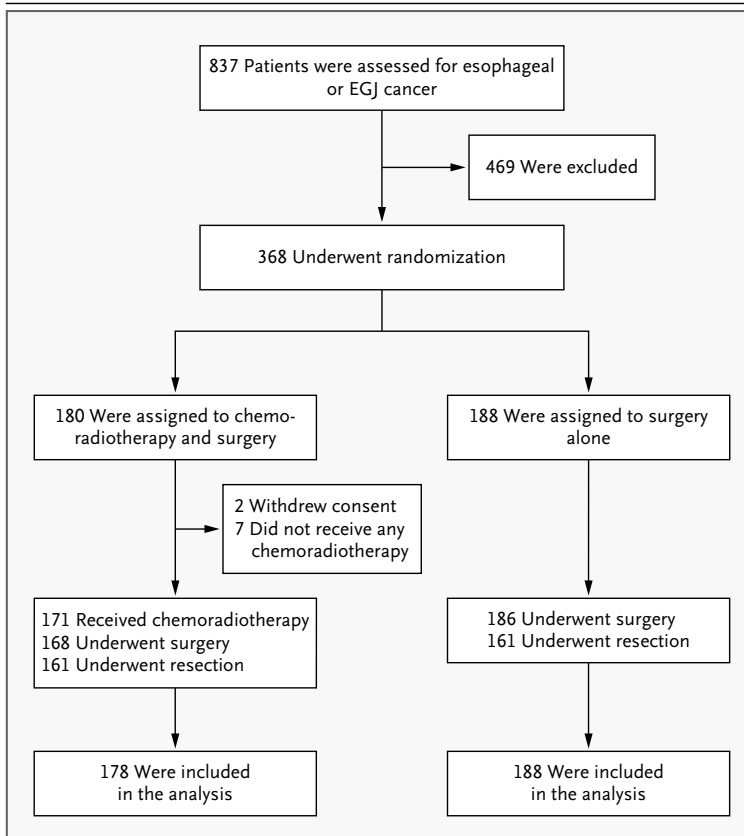 837 Patients were assessed for esophageal
or EGJ cancer
469 Were excluded
368 Underwent randomization
180 Were assigned to chemo-
radiotherapy and surgery
188 Were assigned to surgery
alone
2 Withdrew consent
7 Did not receive any
chemoradiotherapy
171 Received chemoradiotherapy
168 Underwent surgery
161 Underwent resection
186 Underwent surgery
161 Underwent resection
178 Were included
in the analysis
188 Were included
in the analysis